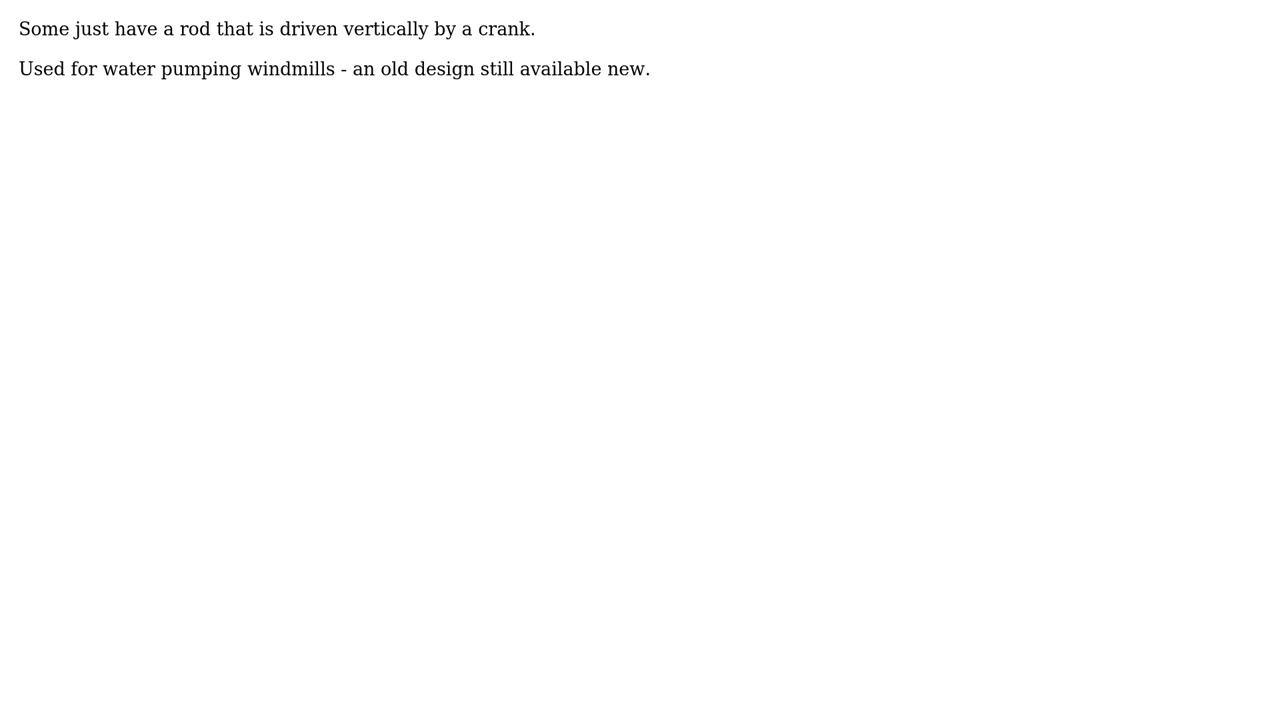 Some just have a rod that is driven vertically by a crank.
Used for water pumping windmills - an old design still available new.